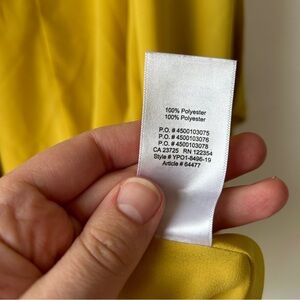 100% Polyester
100% Polyester
P.O. # 4500103075
P.O. # 4500103076
P.O. # 4500103078
CA 23725 RN 122354
Style # YPO1-8496-19
Article # 64477